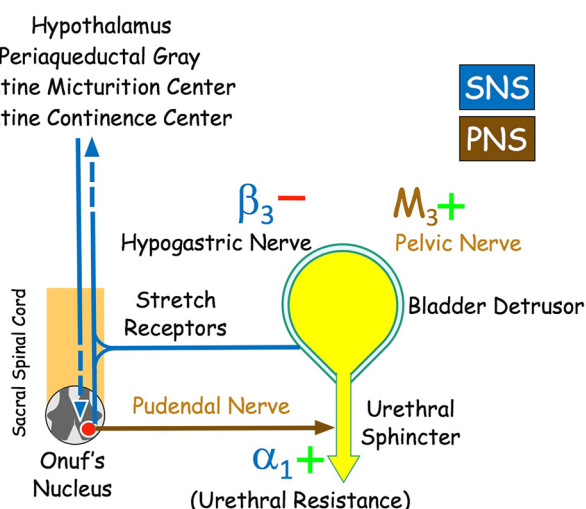 Hypothalamus
Periaqueductal Gray
tine Micturition Center
tine Continence Center
SNS
PNS
β3−
M3+
Hypogastric Nerve
Pelvic Nerve
Stretch
Receptors
Bladder Detrusor
Sacral Spinal Cord
Pudendal Nerve
Urethral
Sphincter
Onuf's
Nucleus
α1+
(Urethral Resistance)